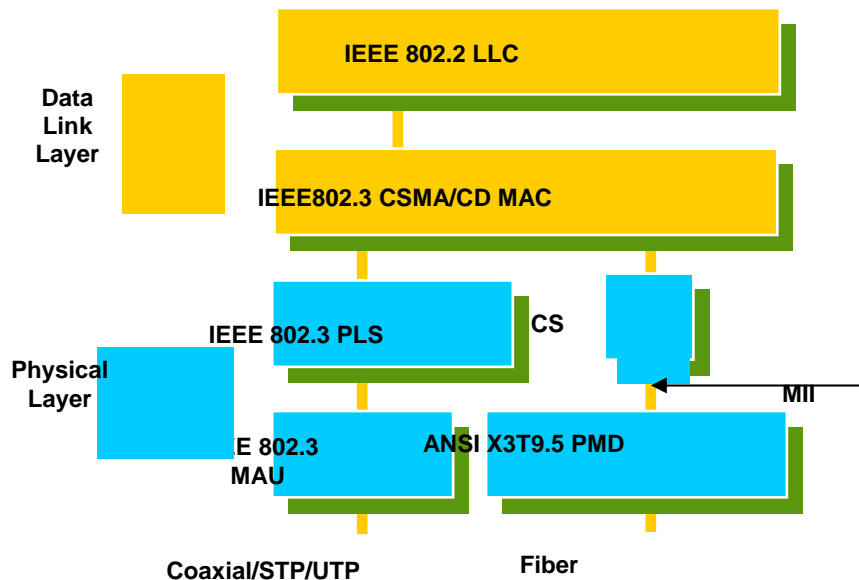 IEEE 802.2 LLC
Data
Link
Layer
IEEE802.3 CSMA/CD MAC
IEEE 802.3 PLS
CS
Physical
Layer
MII
EE 802.3
MAU
ANSI X3T9.5 PMD
Coaxial/STP/UTP
Fiber